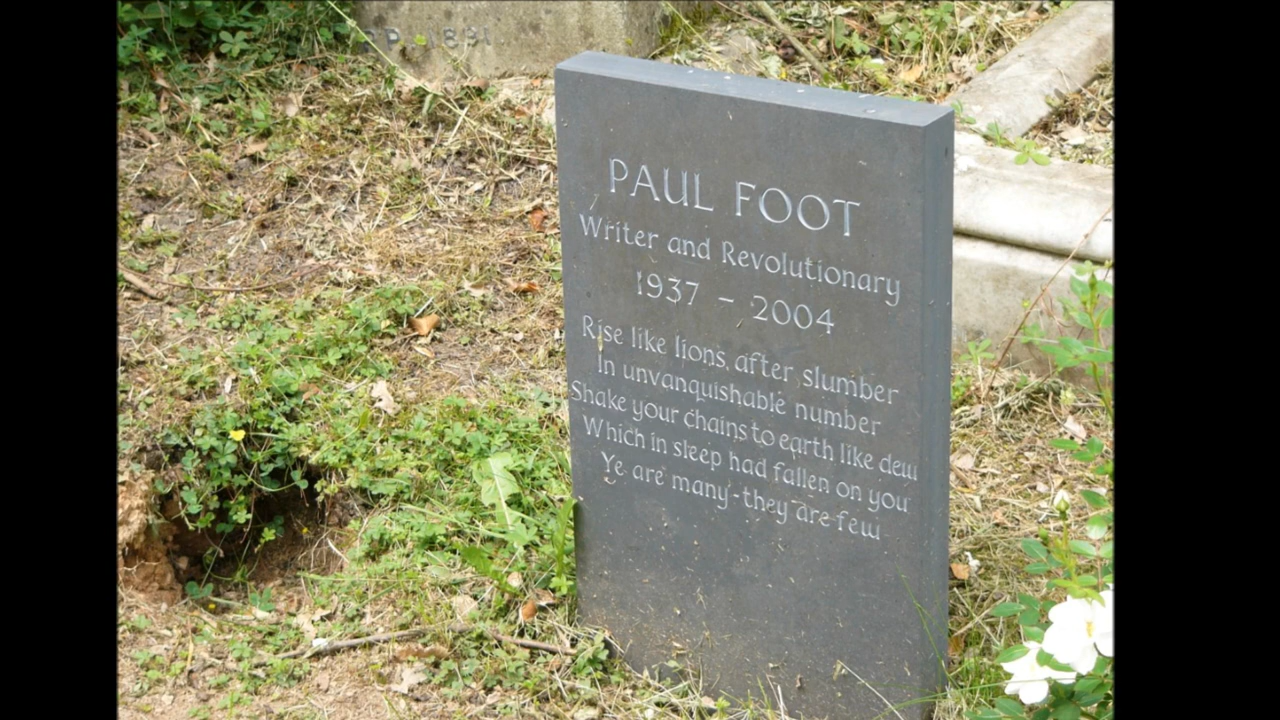 PAUL FOOT
Writer and Revolutionary
1937 – 2004
Rise like lions, after slumber
In unvanquishable number
Shake your chains to earth like dew
Which in sleep had fallen on you
Ye are many-they are few
1881